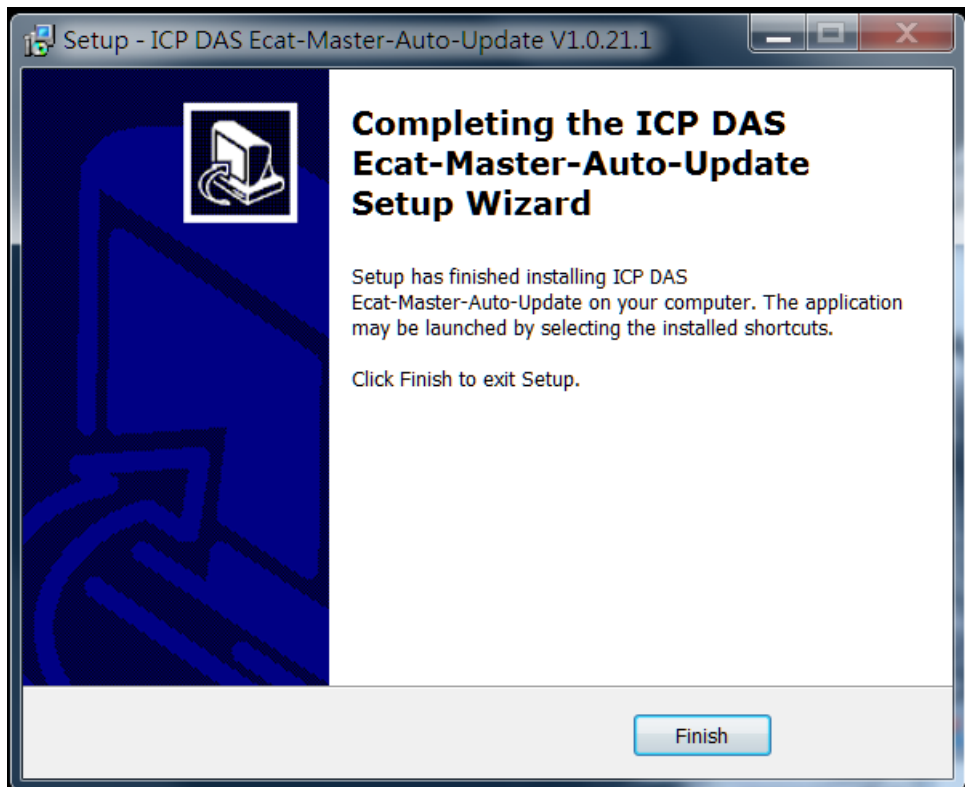 Setup - ICP DAS Ecat-Master-Auto-Update V1.0.21.1
Completing the ICP DAS
Ecat-Master-Auto-Update
Setup Wizard
Setup has finished installing ICP DAS
Ecat-Master-Auto-Update on your computer. The application
may be launched by selecting the installed shortcuts.
Click Finish to exit Setup.
Finish